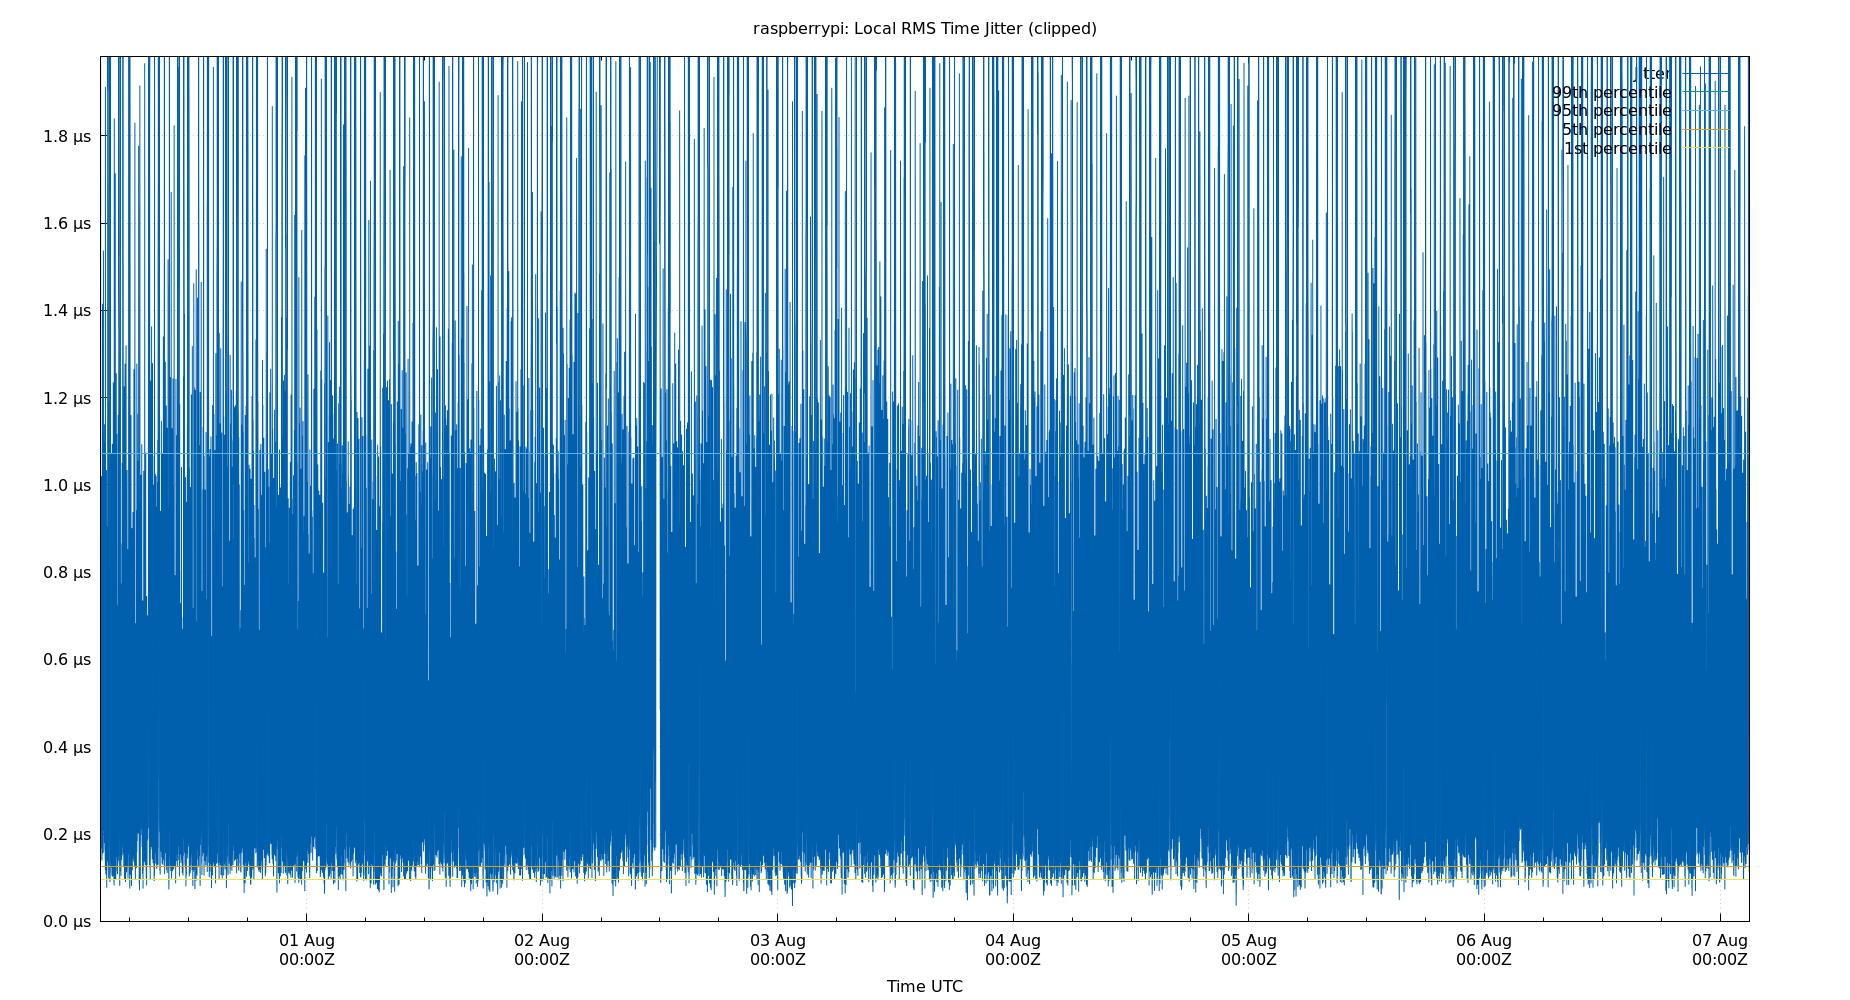 raspberrypi: Local RMS Time Jitter (clipped)
jitter
99th percentile
95th percentile
5th percentile
1st percentile
1.8 µs
1.6 µs
1.4 µs
1.2 µs
1.0 µs
0.8 µs
0.6 µs
0.4 µs
0.2 µs
0.0 µs
01 Aug 02 Aug 03 Aug 04 Aug 05 Aug 06 Aug 07 Aug
00:00Z 00:00Z 00:00Z 00:00Z 00:00Z 00:00Z 00:00Z
Time UTC